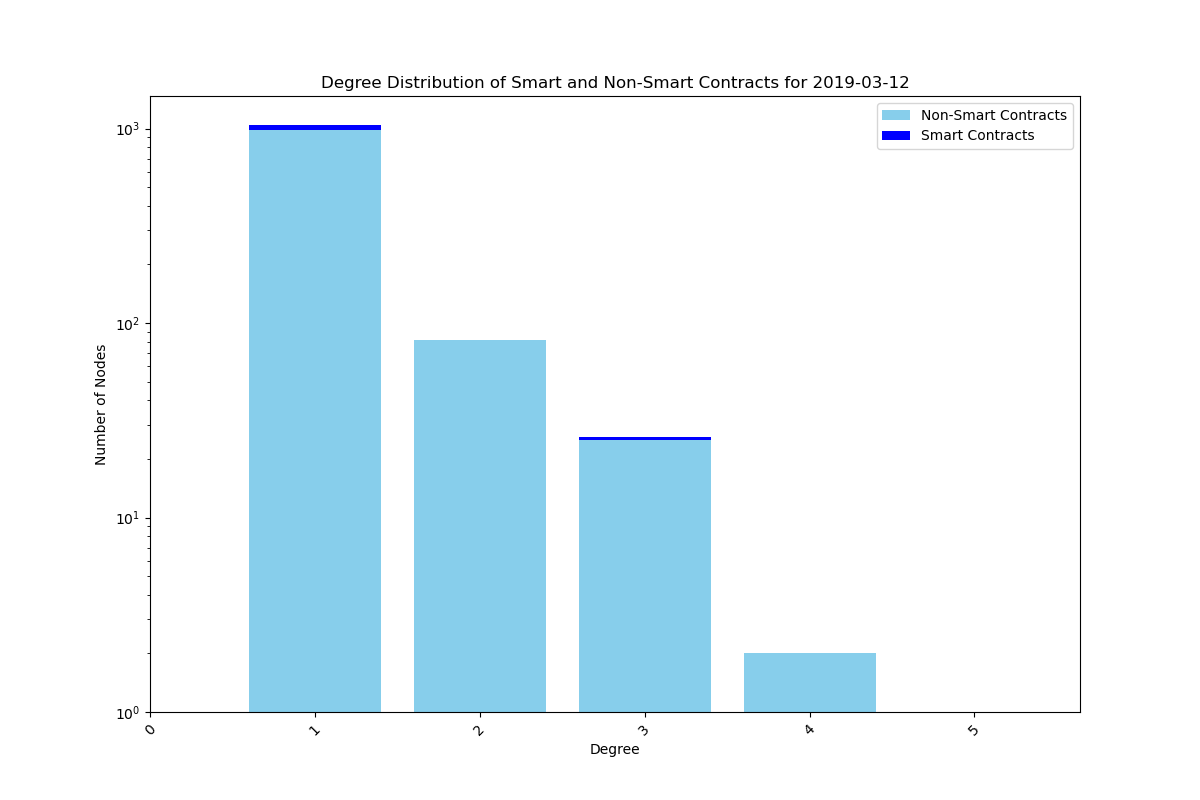 Degree Distribution of Smart and Non-Smart Contracts for 2019-03-12
Non-Smart Contracts
Smart Contracts
Number of Nodes
10³
10²
10¹
10⁰
0 1 2 3 4 5
Degree